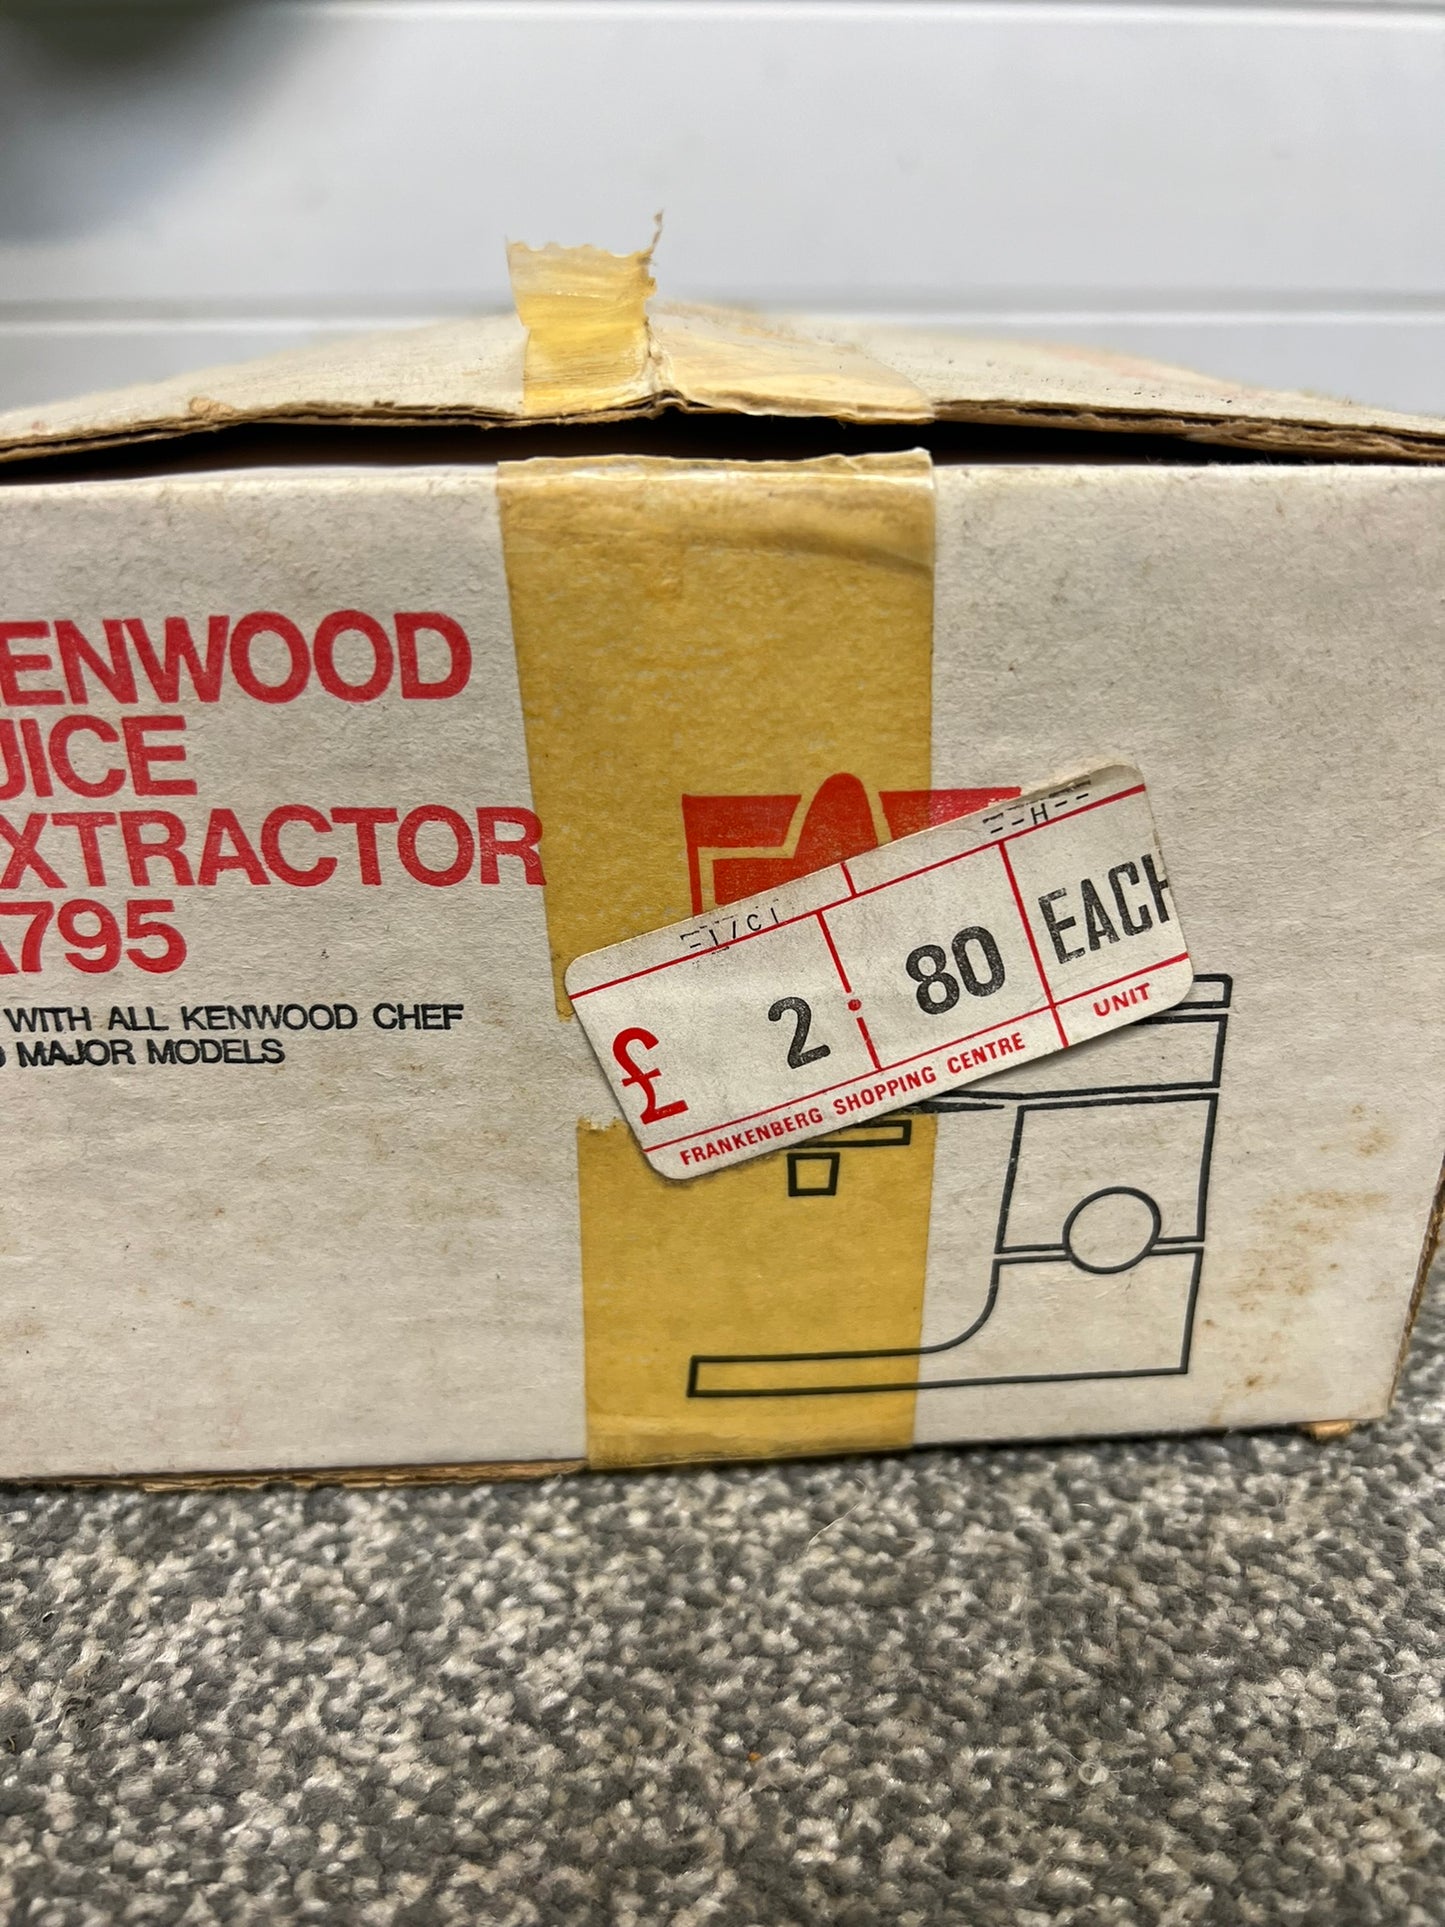 ENWOOD
UICE
XTRACTOR
A795
WITH ALL KENWOOD CHEF
MAJOR MODELS
£ 2 80 EACH
FRANKENBERG SHOPPING CENTRE UNIT